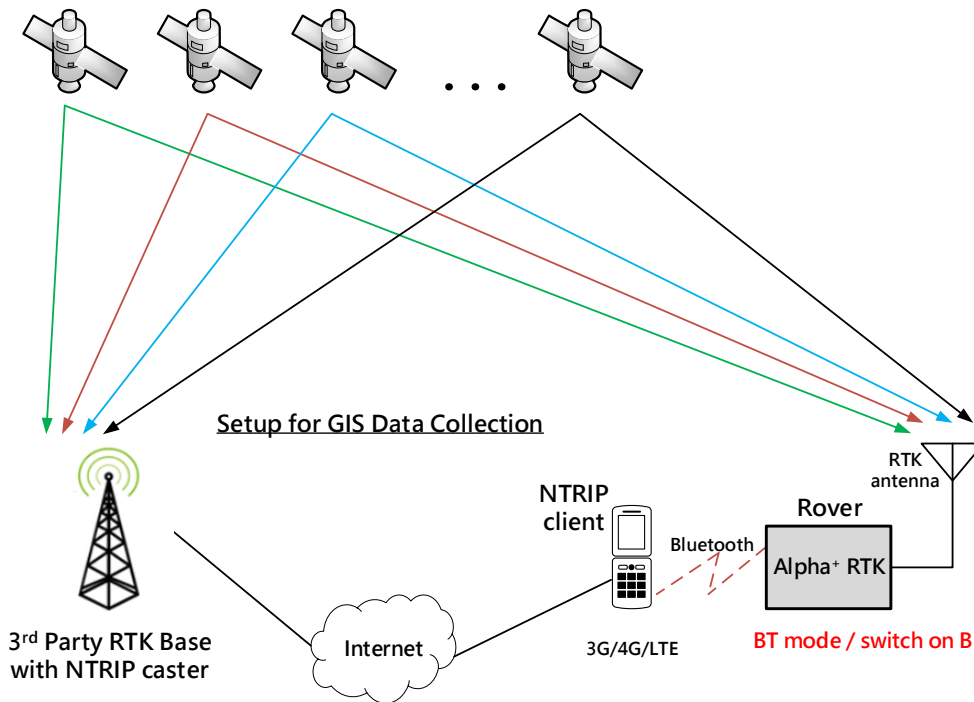 . . .
Setup for GIS Data Collection
RTK
antenna
NTRIP
client
Rover
Bluetooth
Alpha+ RTK
3rd Party RTK Base
with NTRIP caster
Internet
3G/4G/LTE
BT mode / switch on B